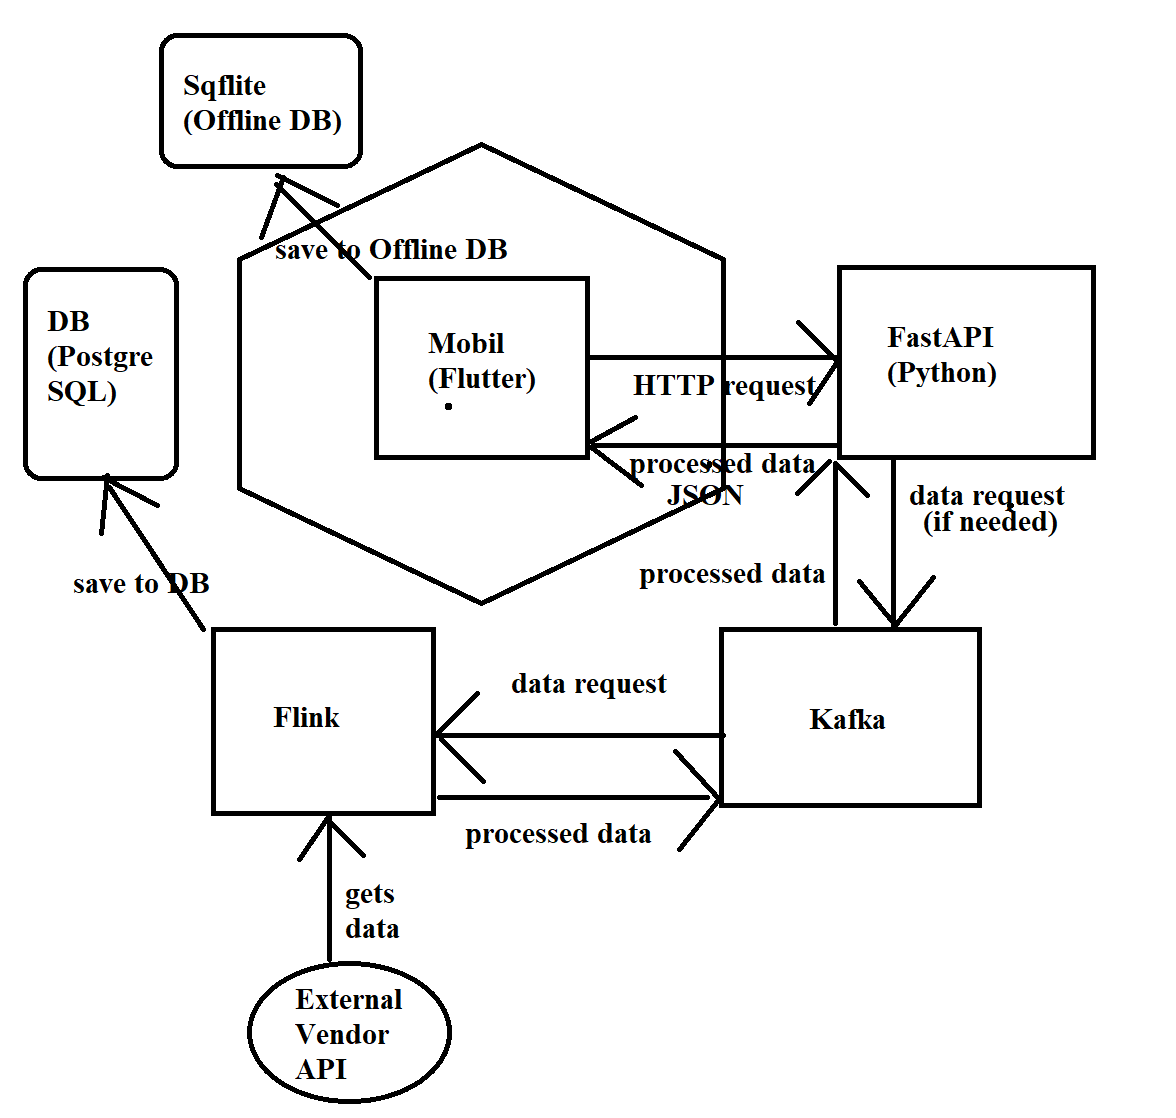 Sqflite
(Offline DB)
save to Offline DB
DB
(Postgre
SQL)
Mobil
(Flutter)
HTTP request
processed data
JSON
FastAPI
(Python)
data request
(if needed)
processed data
save to DB
Flink
data request
processed data
Kafka
gets
data
External
Vendor
API